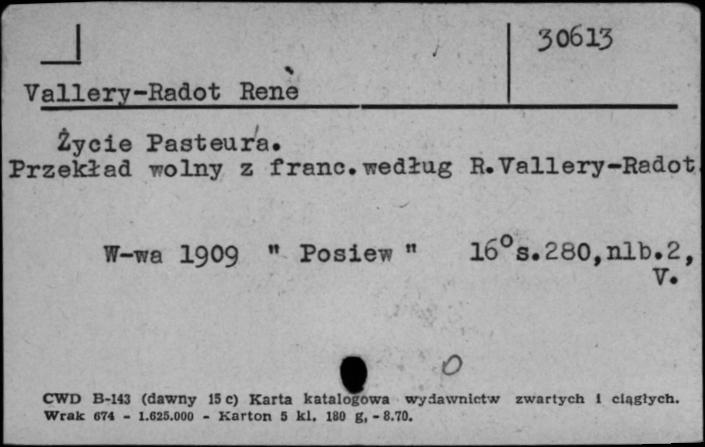 30613
Vallery-Radot Renè
Życie Pasteura.
Przekład wolny z franc.według R.Vallery-Radot.
W-wa 1909 " Posiew " 16°s.280,nlb.2,
V.
O
CWD B-143 (dawny 15 c) Karta katalogowa wydawnictw zwartych i ciągłych.
Wrak 674 - 1.625.000 - Karton 5 kl. 180 g, - 8.70.